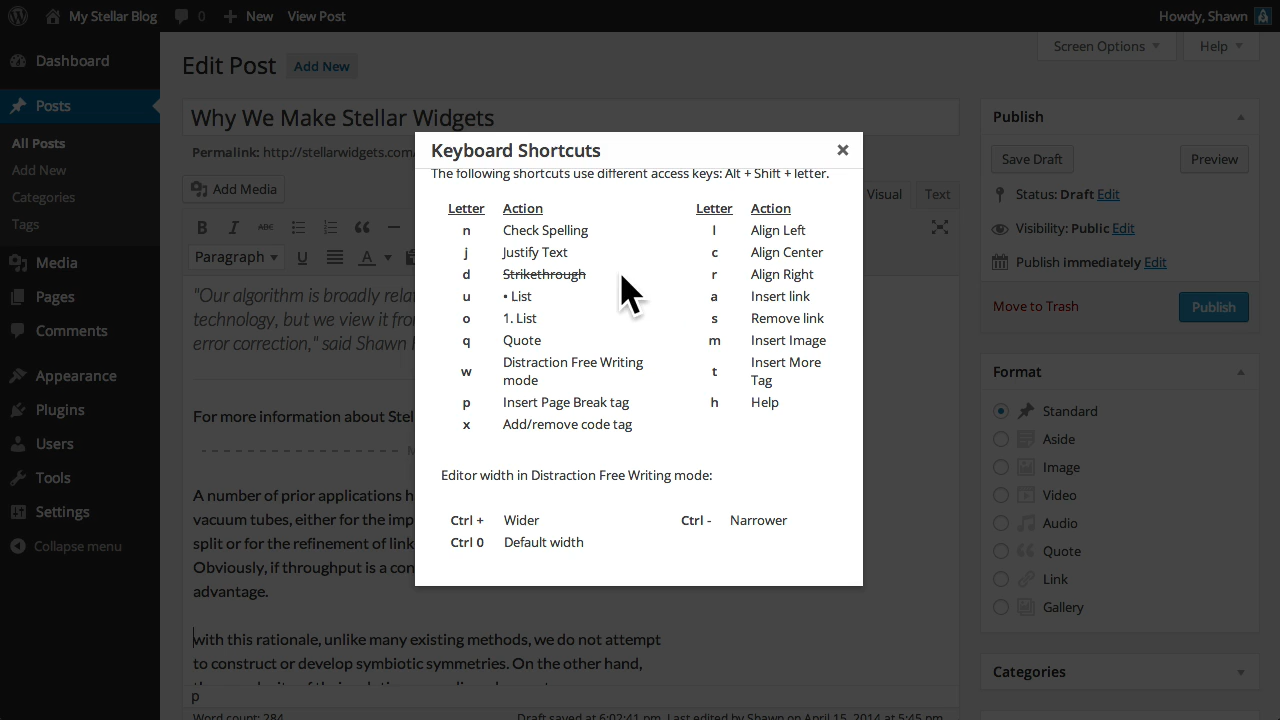 My Stellar Blog 0 New View Post Howdy, Shawn
Screen Options Help
Dashboard
Posts
All Posts
Add New
Categories
Tags
Media
Pages
Comments
Appearance
Plugins
Users
Tools
Settings
Collapse menu
Edit Post Add New
Why We Make Stellar Widgets
Permalink: http://stellarwidgets.com/
Add Media
Visual Text
B I ABC
Paragraph U A
"Our algorithm is broadly rela
technology, but we view it fro
error correction," said Shawn
For more information about Stel
A number of prior applications h
vacuum tubes, either for the imp
split or for the refinement of link
Obviously, if throughput is a con
advantage.
with this rationale, unlike many existing methods, we do not attempt
to construct or develop symbiotic symmetries. On the other hand,
p
Word count: 284 Draft saved at 6:02:41 pm. Last edited by Shawn on April 15, 2014 at 5:45 pm
Keyboard Shortcuts
The following shortcuts use different access keys: Alt + Shift + letter.
Letter Action Letter Action
n Check Spelling l Align Left
j Justify Text c Align Center
d Strikethrough r Align Right
u • List a Insert link
o 1. List s Remove link
q Quote m Insert Image
w Distraction Free Writing mode t Insert More Tag
p Insert Page Break tag h Help
x Add/remove code tag
Editor width in Distraction Free Writing mode:
Ctrl + Wider Ctrl - Narrower
Ctrl 0 Default width
Publish
Save Draft Preview
Status: Draft Edit
Visibility: Public Edit
Publish immediately Edit
Move to Trash Publish
Format
Standard
Aside
Image
Video
Audio
Quote
Link
Gallery
Categories